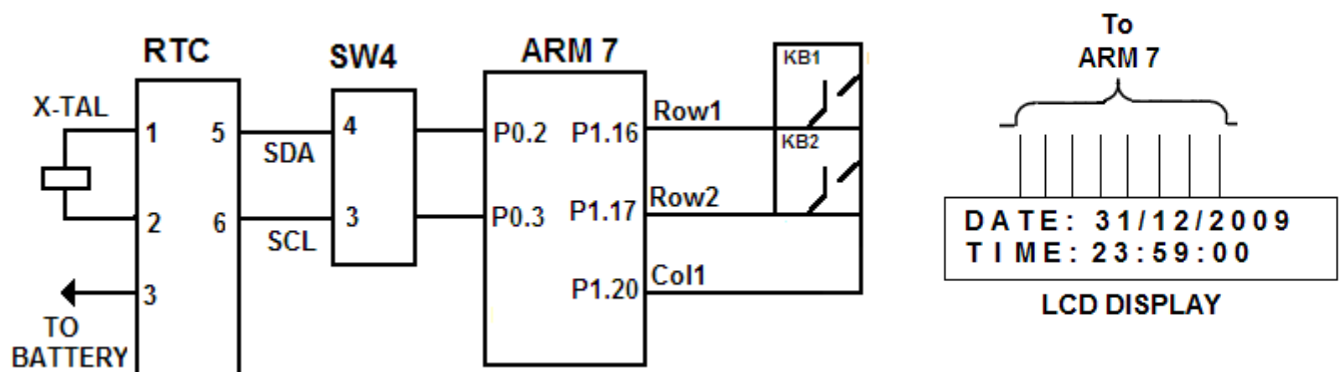 RTC
X-TAL
1
2
3
5
6
TO
BATTERY
SDA
SCL
SW4
4
3
ARM 7
P0.2
P0.3
P1.16
P1.17
P1.20
Row1
Row2
Col1
KB1
KB2
To
ARM 7
DATE: 31/12/2009
TIME: 23:59:00
LCD DISPLAY